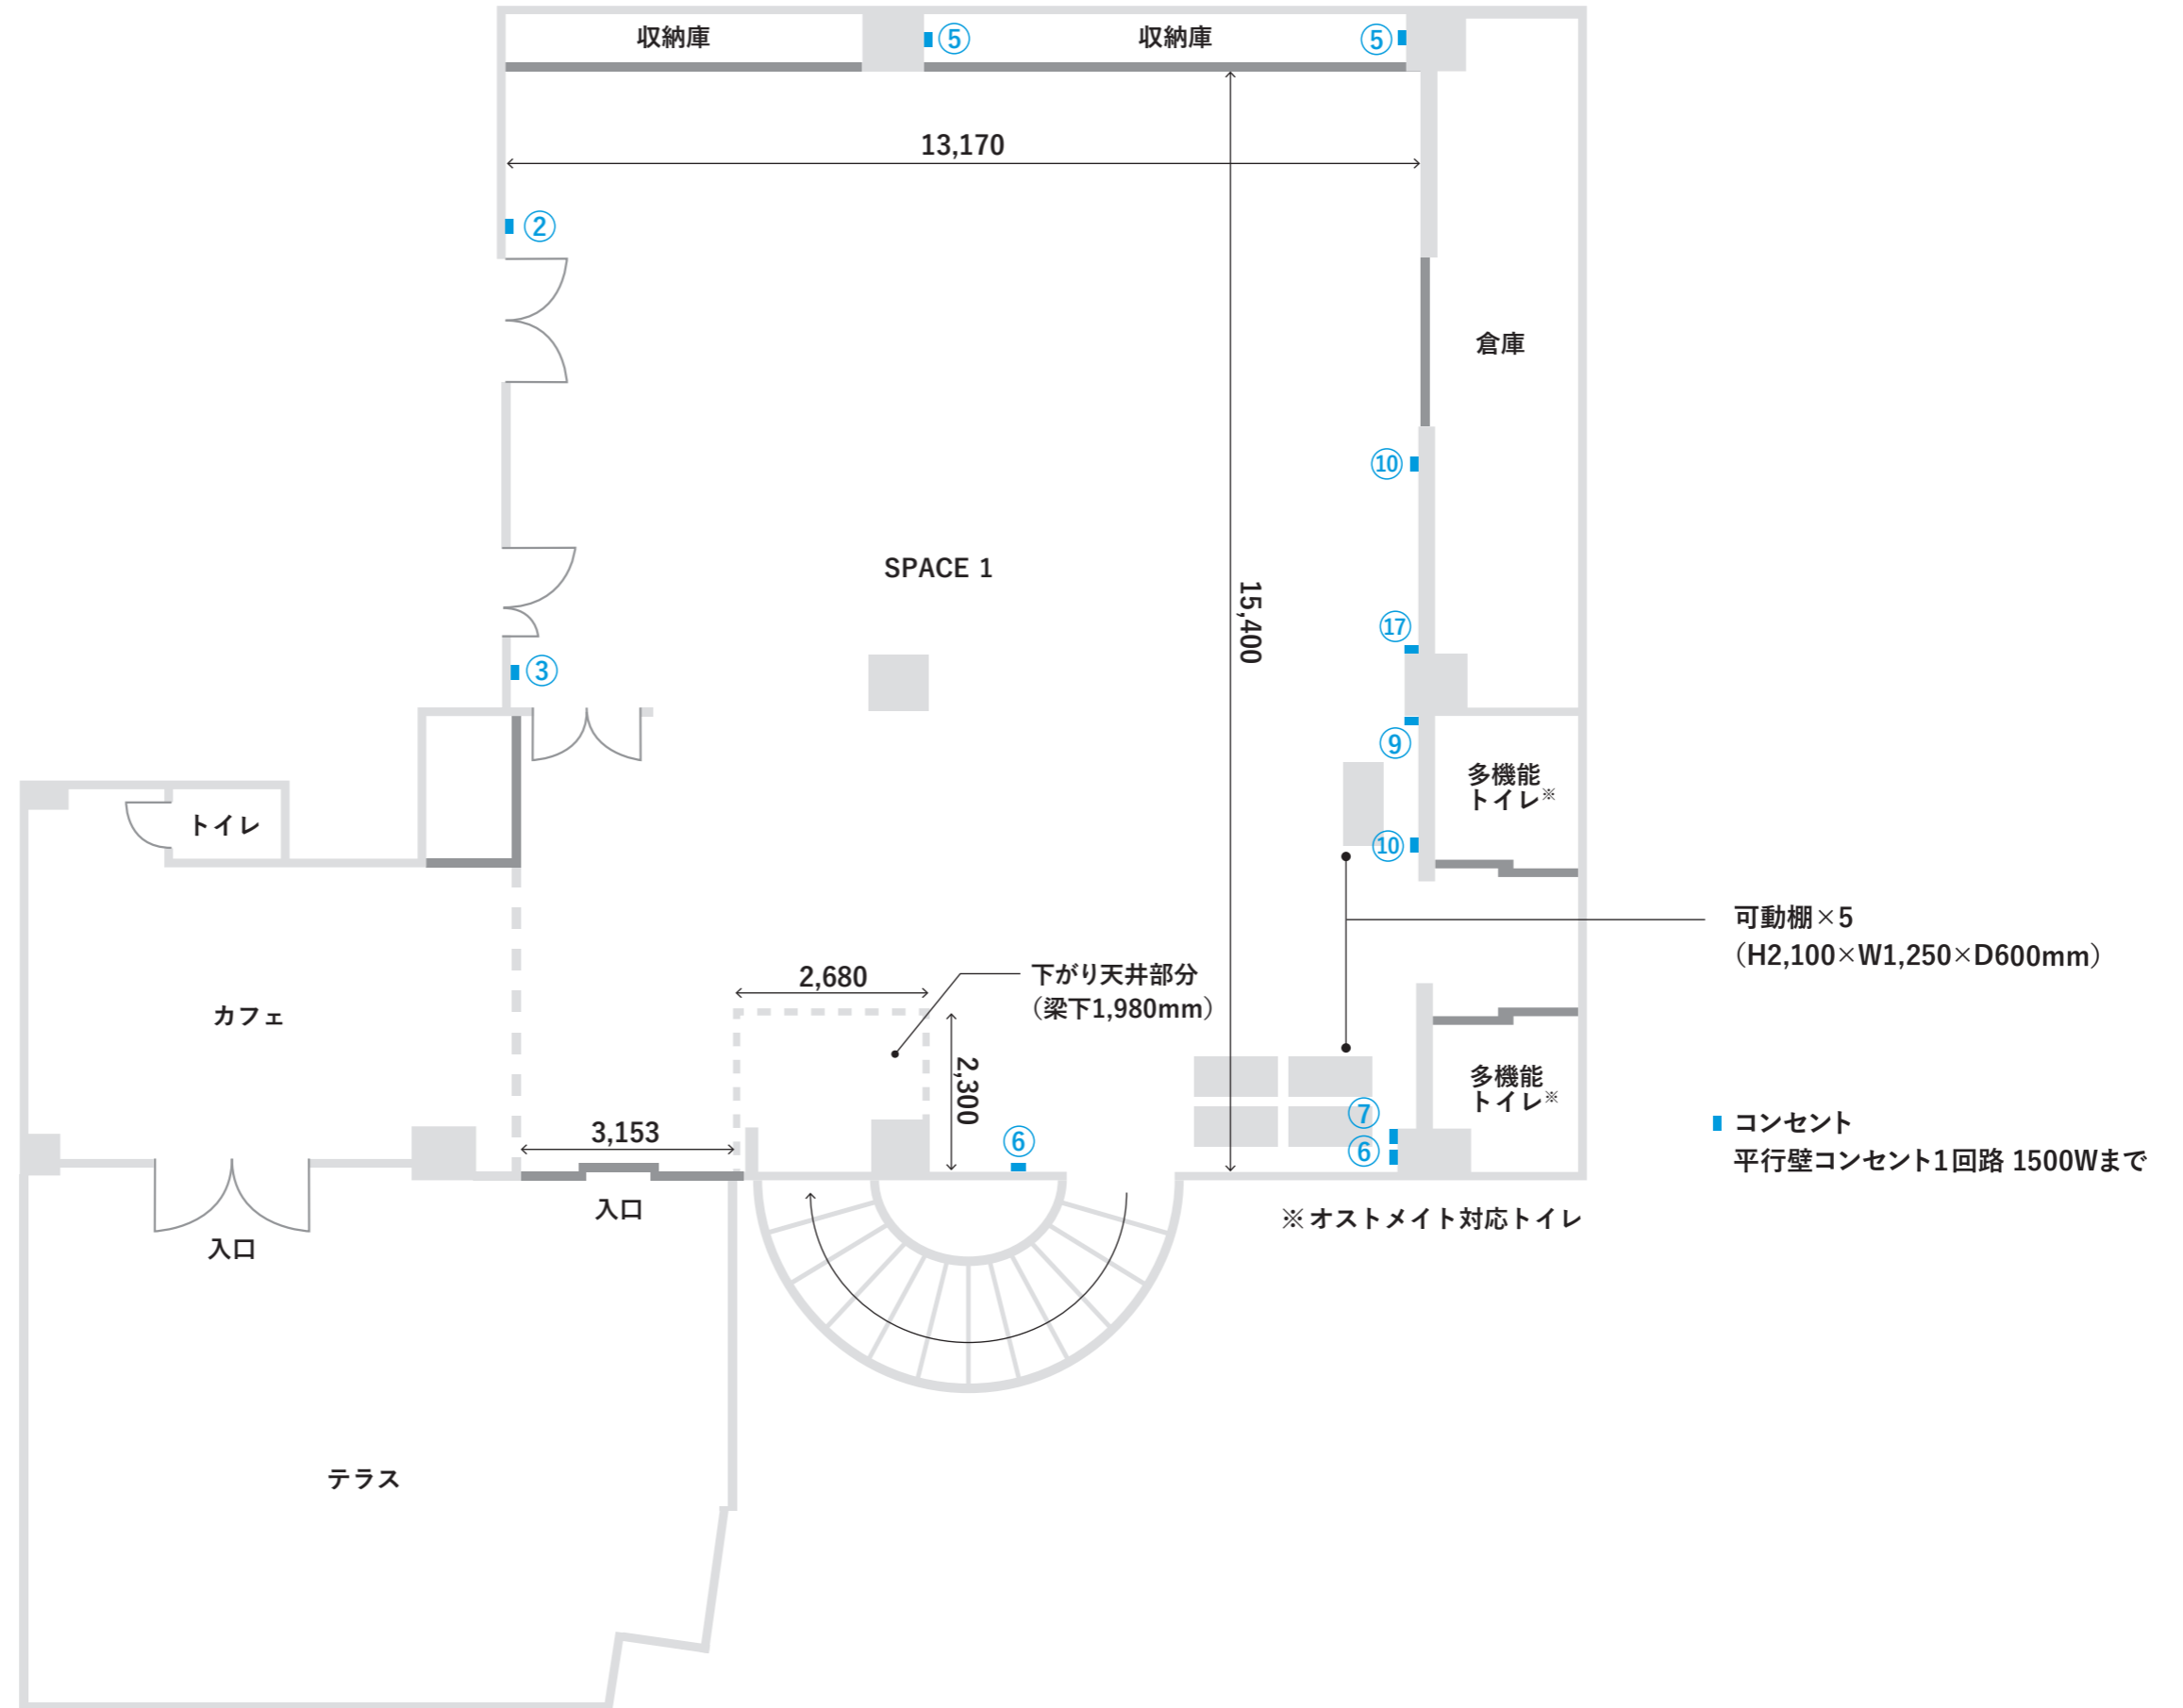 収納庫
⑤
収納庫
⑤
13,170
②
倉庫
⑩
SPACE 1
15,400
⑰
③
⑨
多機能
トイレ※
トイレ
⑩
可動棚×5
（H2,100×W1,250×D600mm）
2,680
下がり天井部分
（梁下1,980mm）
カフェ
2,300
多機能
トイレ※
3,153
⑥
⑦
⑥
コンセント
平行壁コンセント1回路 1500Wまで
入口
※オストメイト対応トイレ
入口
テラス